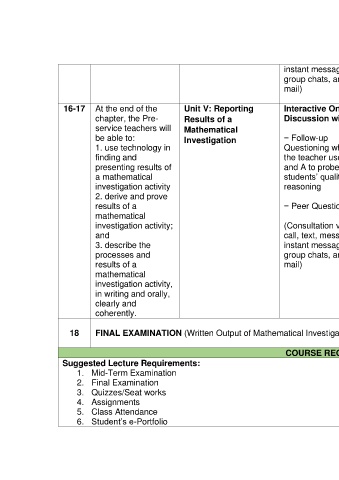 instant messag
group chats, an
mail)
16-17
At the end of the
chapter, the Pre-
service teachers will
be able to:
1. use technology in
finding and
presenting results of
a mathematical
investigation activity
2. derive and prove
results of a
mathematical
investigation activity;
and
3. describe the
processes and
results of a
mathematical
investigation activity,
in writing and orally,
clearly and
coherently.
Unit V: Reporting
Results of a
Mathematical
Investigation
Interactive On
Discussion wi
− Follow-up
Questioning wh
the teacher use
and A to probe
students' qualit
reasoning
− Peer Questio
(Consultation v
call, text, mess
instant messag
group chats, an
mail)
18 FINAL EXAMINATION (Written Output of Mathematical Investiga
COURSE REQ
Suggested Lecture Requirements:
1. Mid-Term Examination
2. Final Examination
3. Quizzes/Seat works
4. Assignments
5. Class Attendance
6. Student's e-Portfolio